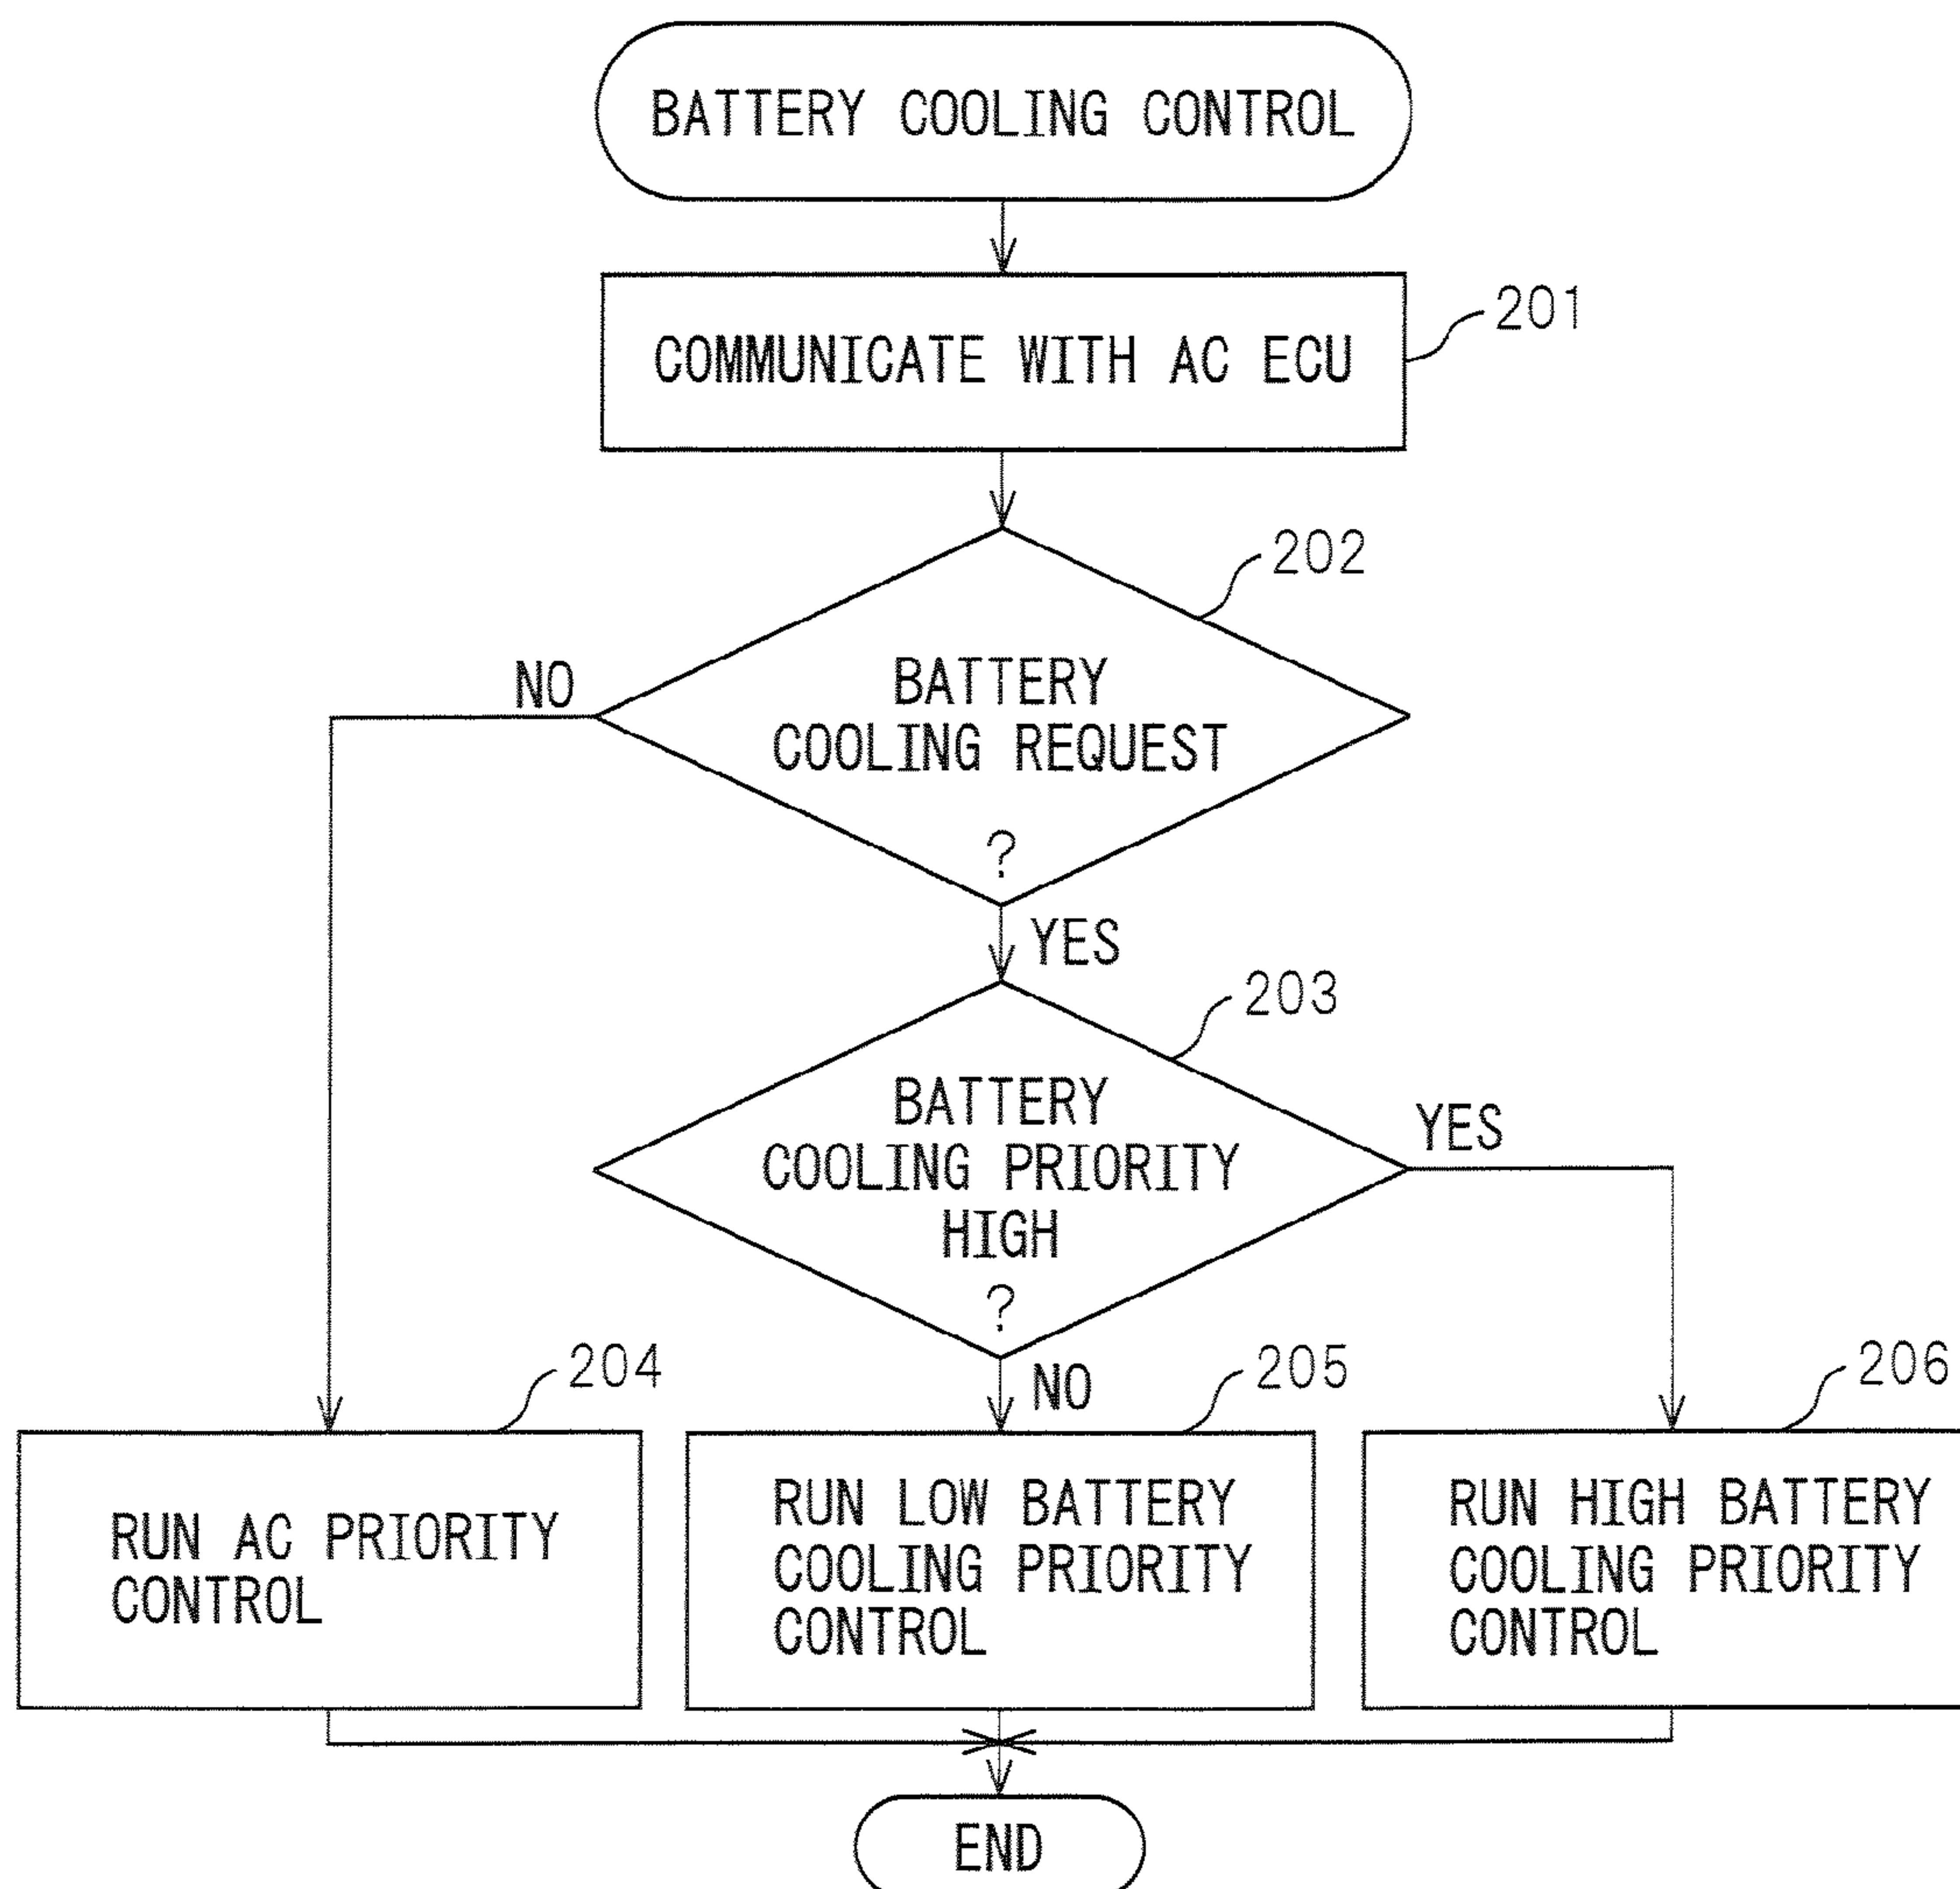 BATTERY COOLING CONTROL
COMMUNICATE WITH AC ECU
201
202
BATTERY
COOLING REQUEST
?
NO
YES
203
BATTERY
COOLING PRIORITY
HIGH
?
YES
NO
204
205
206
RUN AC PRIORITY
CONTROL
RUN LOW BATTERY
COOLING PRIORITY
CONTROL
RUN HIGH BATTERY
COOLING PRIORITY
CONTROL
END